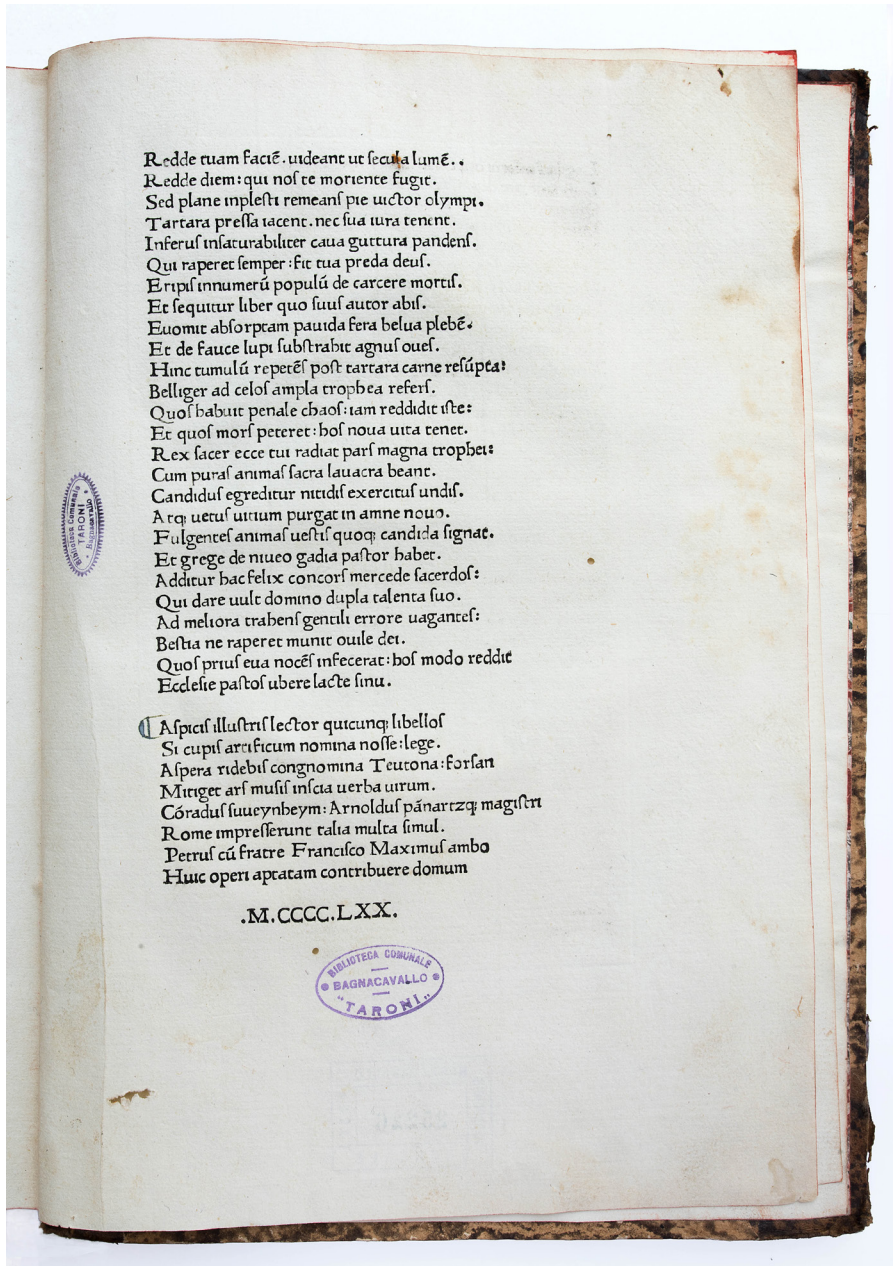 Redde tuam faciē. uideant ut ſecula lumē..
Redde diem: qui noſ te moriente fugit.
Sed plane inpleſti remeanſ pie uictor olympi.
Tartara preſſa iacent. nec ſua iura tenent.
Inferuſ inſaturabiliter caua guttura pandenſ.
Qui raperet ſemper: fit tua preda deuſ.
Eripiſ innumerū populū de carcere mortiſ.
Et ſequitur liber quo ſuuſ autor abiſ.
Euomit abſorptam pauida fera belua plebē.
Et de fauce lupi ſubſtrahit agnuſ oueſ.
Hinc tumulū repetēſ poſt tartara carne reſūpta:
Belliger ad celoſ ampla trophea referſ.
Quoſ habuit penale chaoſ: iam reddidit iſte:
Et quoſ morſ peteret: hoſ noua uita tenet.
Rex ſacer ecce tui radiat parſ magna trophei:
Cum puraſ animaſ ſacra lauacra beant.
Candiduſ egreditur nitidiſ exercituſ undiſ.
Atq; uetuſ uitium purgat in amne nouo.
Fulgenteſ animaſ ueſtiſ quoq; candida ſignat.
Et grege de niueo gadia paſtor habet.
Additur hac felix concorſ mercede ſacerdoſ:
Qui dare uult domino dupla talenta ſuo.
Ad meliora trahenſ gentili errore uaganteſ:
Beſtia ne raperet munit ouile dei.
Quoſ priuſ eua nocēſ infecerat: hoſ modo reddit
Eccleſie paſtoſ ubere lacte ſinu.
Aſpiciſ illuſtriſ lector quicunq; libelloſ
Si cupiſ artificum nomina noſſe: lege.
Aſpera ridebiſ congnomina Teutona: forſan
Mitiget arſ muſiſ inſcia uerba uirum.
Cōraduſ ſuueynheym: Arnolduſ pānartzq; magiſtri
Rome impreſſerunt talia multa ſimul.
Petruſ cū fratre Franciſco Maximuſ ambo
Huic operi aptatam contribuere domum
.M.CCCC.LXX.
Biblioteca Comunale
TARONI
Bagnacavallo
BIBLIOTECA COMUNALE
BAGNACAVALLO
"TARONI"